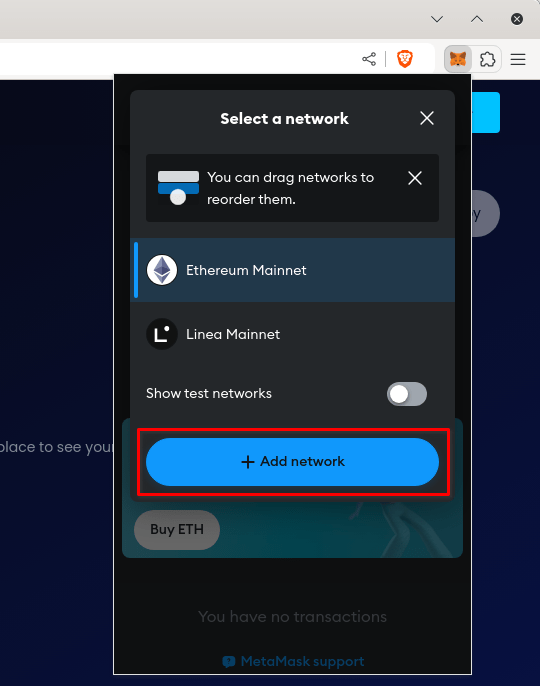 Select a network
You can drag networks to
reorder them.
Ethereum Mainnet
Linea Mainnet
Show test networks
place to see your
+ Add network
Buy ETH
You have no transactions
MetaMask support